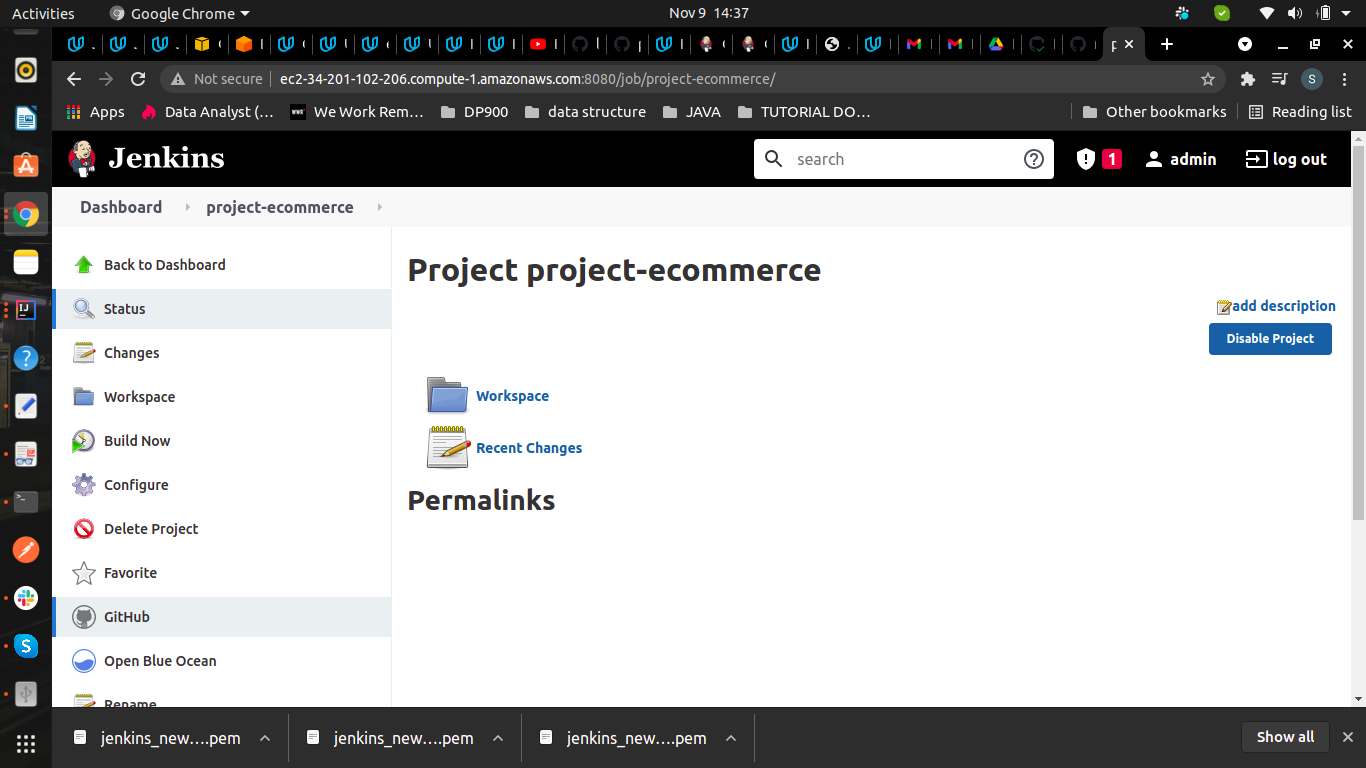 Activities
Google Chrome
Nov 9 14:37
Not secure
ec2-34-201-102-206.compute-1.amazonaws.com:8080/job/project-ecommerce/
S
Apps
Data Analyst (…
We Work Rem…
DP900
data structure
JAVA
TUTORIAL DO…
Other bookmarks
Reading list
Jenkins
search
1
admin
log out
Dashboard
project-ecommerce
Back to Dashboard
Status
Changes
Workspace
Build Now
Configure
Delete Project
Favorite
GitHub
Open Blue Ocean
Rename
Project project-ecommerce
add description
Disable Project
Workspace
Recent Changes
Permalinks
jenkins_new….pem
jenkins_new….pem
jenkins_new….pem
Show all